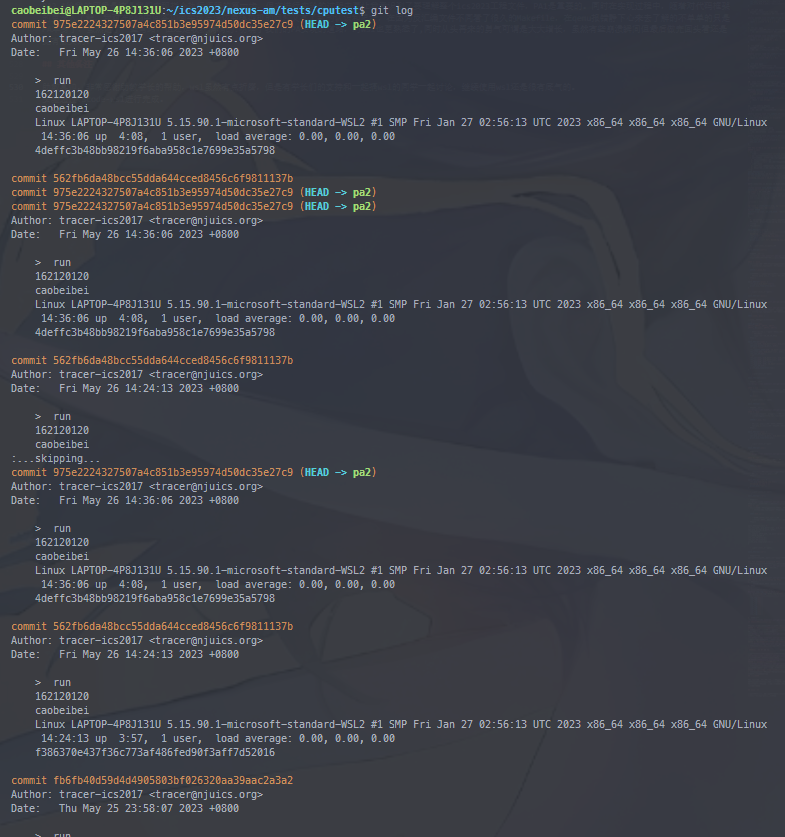 caobeibei@LAPTOP-4P8J131U:~/ics2023/nexus-am/tests/cputest$ git log
commit 975e2224327507a4c851b3e95974d50dc35e27c9 (HEAD -> pa2)
Author: tracer-ics2017 <tracer@njuics.org>
Date:   Fri May 26 14:36:06 2023 +0800
    >  run
    162120120
    caobeibei
    Linux LAPTOP-4P8J131U 5.15.90.1-microsoft-standard-WSL2 #1 SMP Fri Jan 27 02:56:13 UTC 2023 x86_64 x86_64 x86_64 GNU/Linux
     14:36:06 up  4:08,  1 user,  load average: 0.00, 0.00, 0.00
    4deffc3b48bb98219f6aba958c1e7699e35a5798
commit 562fb6da48bcc55dda644cced8456c6f9811137b
commit 975e2224327507a4c851b3e95974d50dc35e27c9 (HEAD -> pa2)
commit 975e2224327507a4c851b3e95974d50dc35e27c9 (HEAD -> pa2)
Author: tracer-ics2017 <tracer@njuics.org>
Date:   Fri May 26 14:36:06 2023 +0800
    >  run
    162120120
    caobeibei
    Linux LAPTOP-4P8J131U 5.15.90.1-microsoft-standard-WSL2 #1 SMP Fri Jan 27 02:56:13 UTC 2023 x86_64 x86_64 x86_64 GNU/Linux
     14:36:06 up  4:08,  1 user,  load average: 0.00, 0.00, 0.00
    4deffc3b48bb98219f6aba958c1e7699e35a5798
commit 562fb6da48bcc55dda644cced8456c6f9811137b
Author: tracer-ics2017 <tracer@njuics.org>
Date:   Fri May 26 14:24:13 2023 +0800
    >  run
    162120120
    caobeibei
:...skipping...
commit 975e2224327507a4c851b3e95974d50dc35e27c9 (HEAD -> pa2)
Author: tracer-ics2017 <tracer@njuics.org>
Date:   Fri May 26 14:36:06 2023 +0800
    >  run
    162120120
    caobeibei
    Linux LAPTOP-4P8J131U 5.15.90.1-microsoft-standard-WSL2 #1 SMP Fri Jan 27 02:56:13 UTC 2023 x86_64 x86_64 x86_64 GNU/Linux
     14:36:06 up  4:08,  1 user,  load average: 0.00, 0.00, 0.00
    4deffc3b48bb98219f6aba958c1e7699e35a5798
commit 562fb6da48bcc55dda644cced8456c6f9811137b
Author: tracer-ics2017 <tracer@njuics.org>
Date:   Fri May 26 14:24:13 2023 +0800
    >  run
    162120120
    caobeibei
    Linux LAPTOP-4P8J131U 5.15.90.1-microsoft-standard-WSL2 #1 SMP Fri Jan 27 02:56:13 UTC 2023 x86_64 x86_64 x86_64 GNU/Linux
     14:24:13 up  3:57,  1 user,  load average: 0.00, 0.00, 0.00
    f386370e437f36c773af486fed90f3aff7d52016
commit fb6fb40d59d4d4905803bf026320aa39aac2a3a2
Author: tracer-ics2017 <tracer@njuics.org>
Date:   Thu May 25 23:58:07 2023 +0800
    >  run